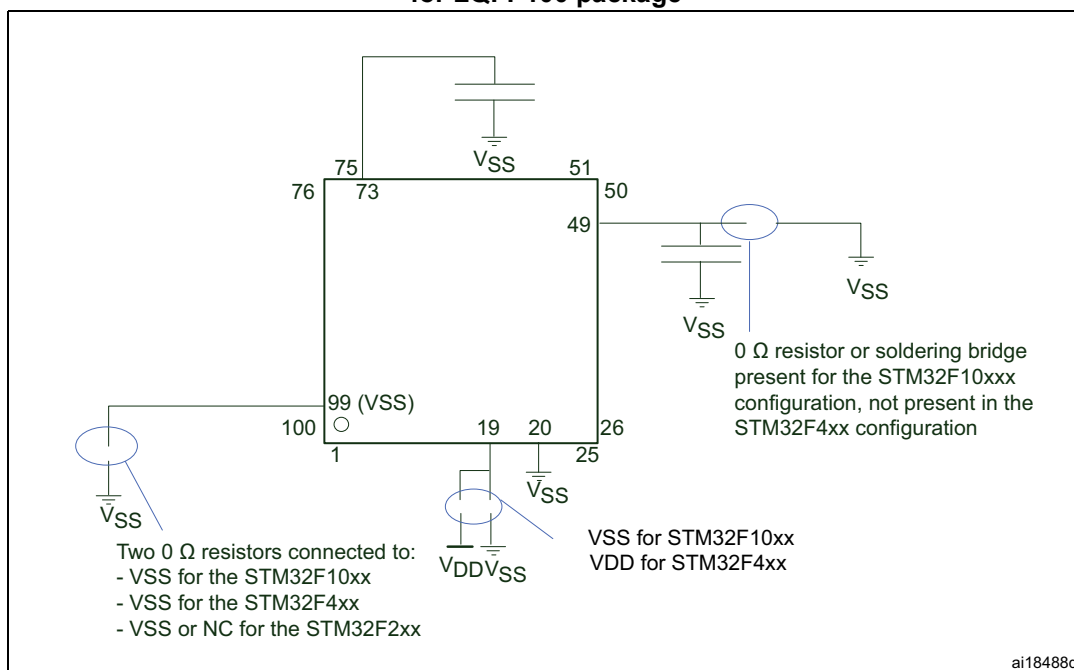 VSS
75
51
76
73
50
49
VSS
VSS
0 Ω resistor or soldering bridge
present for the STM32F10xxx
configuration, not present in the
STM32F4xx configuration
99 (VSS)
100
19
20
26
1
25
VSS
VSS
VSS for STM32F10xx
VDD for STM32F4xx
VDD VSS
Two 0 Ω resistors connected to:
- VSS for the STM32F10xx
- VSS for the STM32F4xx
- VSS or NC for the STM32F2xx
ai18488c